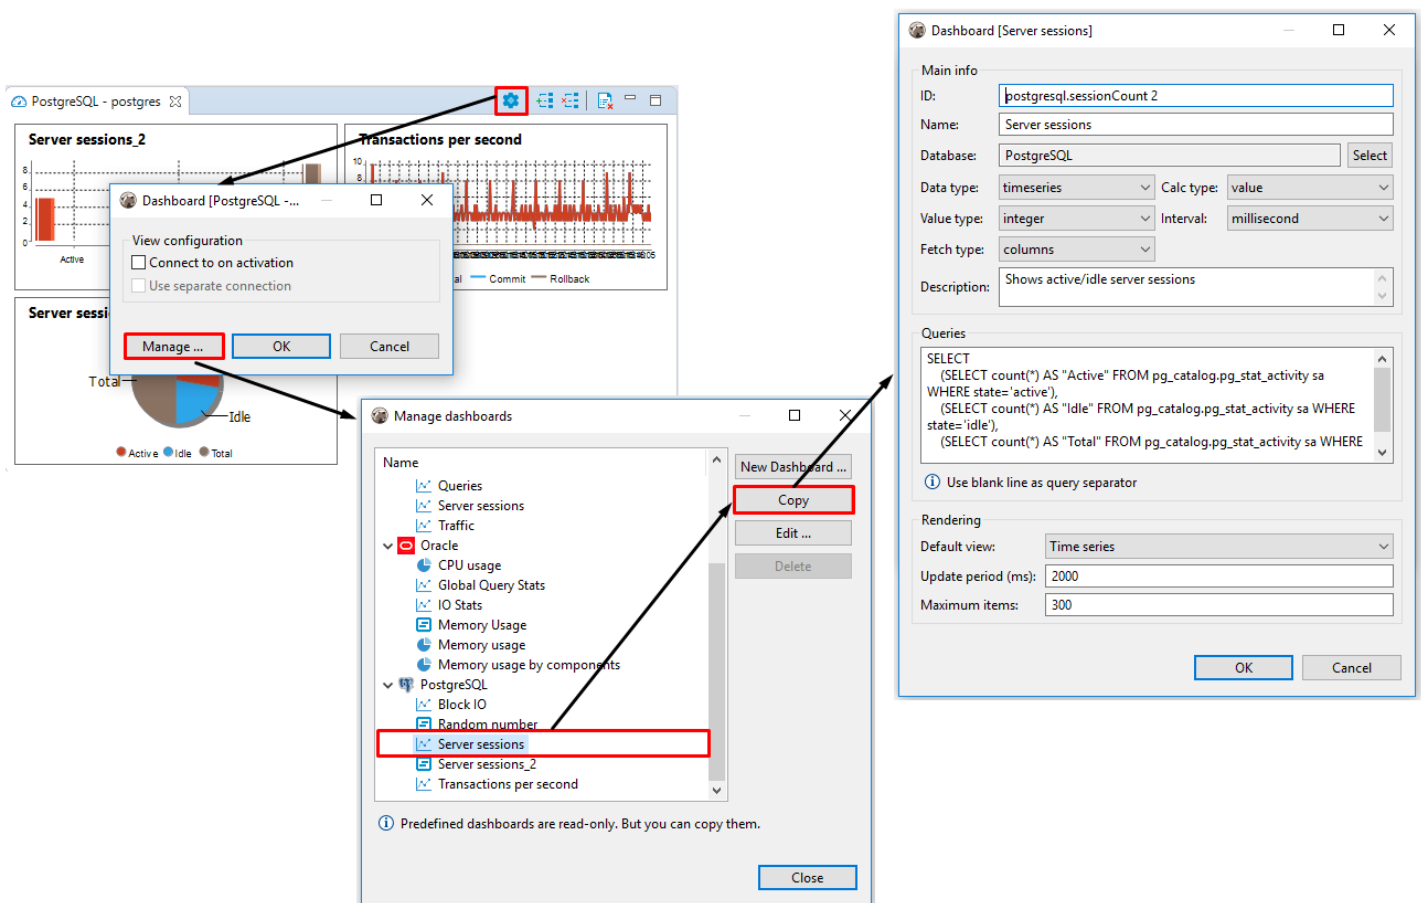 PostgreSQL - postgres
Server sessions_2
8
6
4
2
0
Active
Transactions per second
10
8
Commit
Rollback
Server sessi
Total
Idle
Active Idle Total
Dashboard [PostgreSQL -...
View configuration
Connect to on activation
Use separate connection
Manage ...
OK
Cancel
Manage dashboards
Name
Queries
Server sessions
Traffic
Oracle
CPU usage
Global Query Stats
IO Stats
Memory Usage
Memory usage
Memory usage by components
PostgreSQL
Block IO
Random number
Server sessions
Server sessions_2
Transactions per second
New Dashboard ...
Copy
Edit ...
Delete
Predefined dashboards are read-only. But you can copy them.
Close
Dashboard [Server sessions]
Main info
ID: postgresql.sessionCount 2
Name: Server sessions
Database: PostgreSQL Select
Data type: timeseries Calc type: value
Value type: integer Interval: millisecond
Fetch type: columns
Description: Shows active/idle server sessions
Queries
SELECT
(SELECT count(*) AS "Active" FROM pg_catalog.pg_stat_activity sa
WHERE state='active'),
(SELECT count(*) AS "Idle" FROM pg_catalog.pg_stat_activity sa WHERE
state='idle'),
(SELECT count(*) AS "Total" FROM pg_catalog.pg_stat_activity sa WHERE
Use blank line as query separator
Rendering
Default view: Time series
Update period (ms): 2000
Maximum items: 300
OK
Cancel